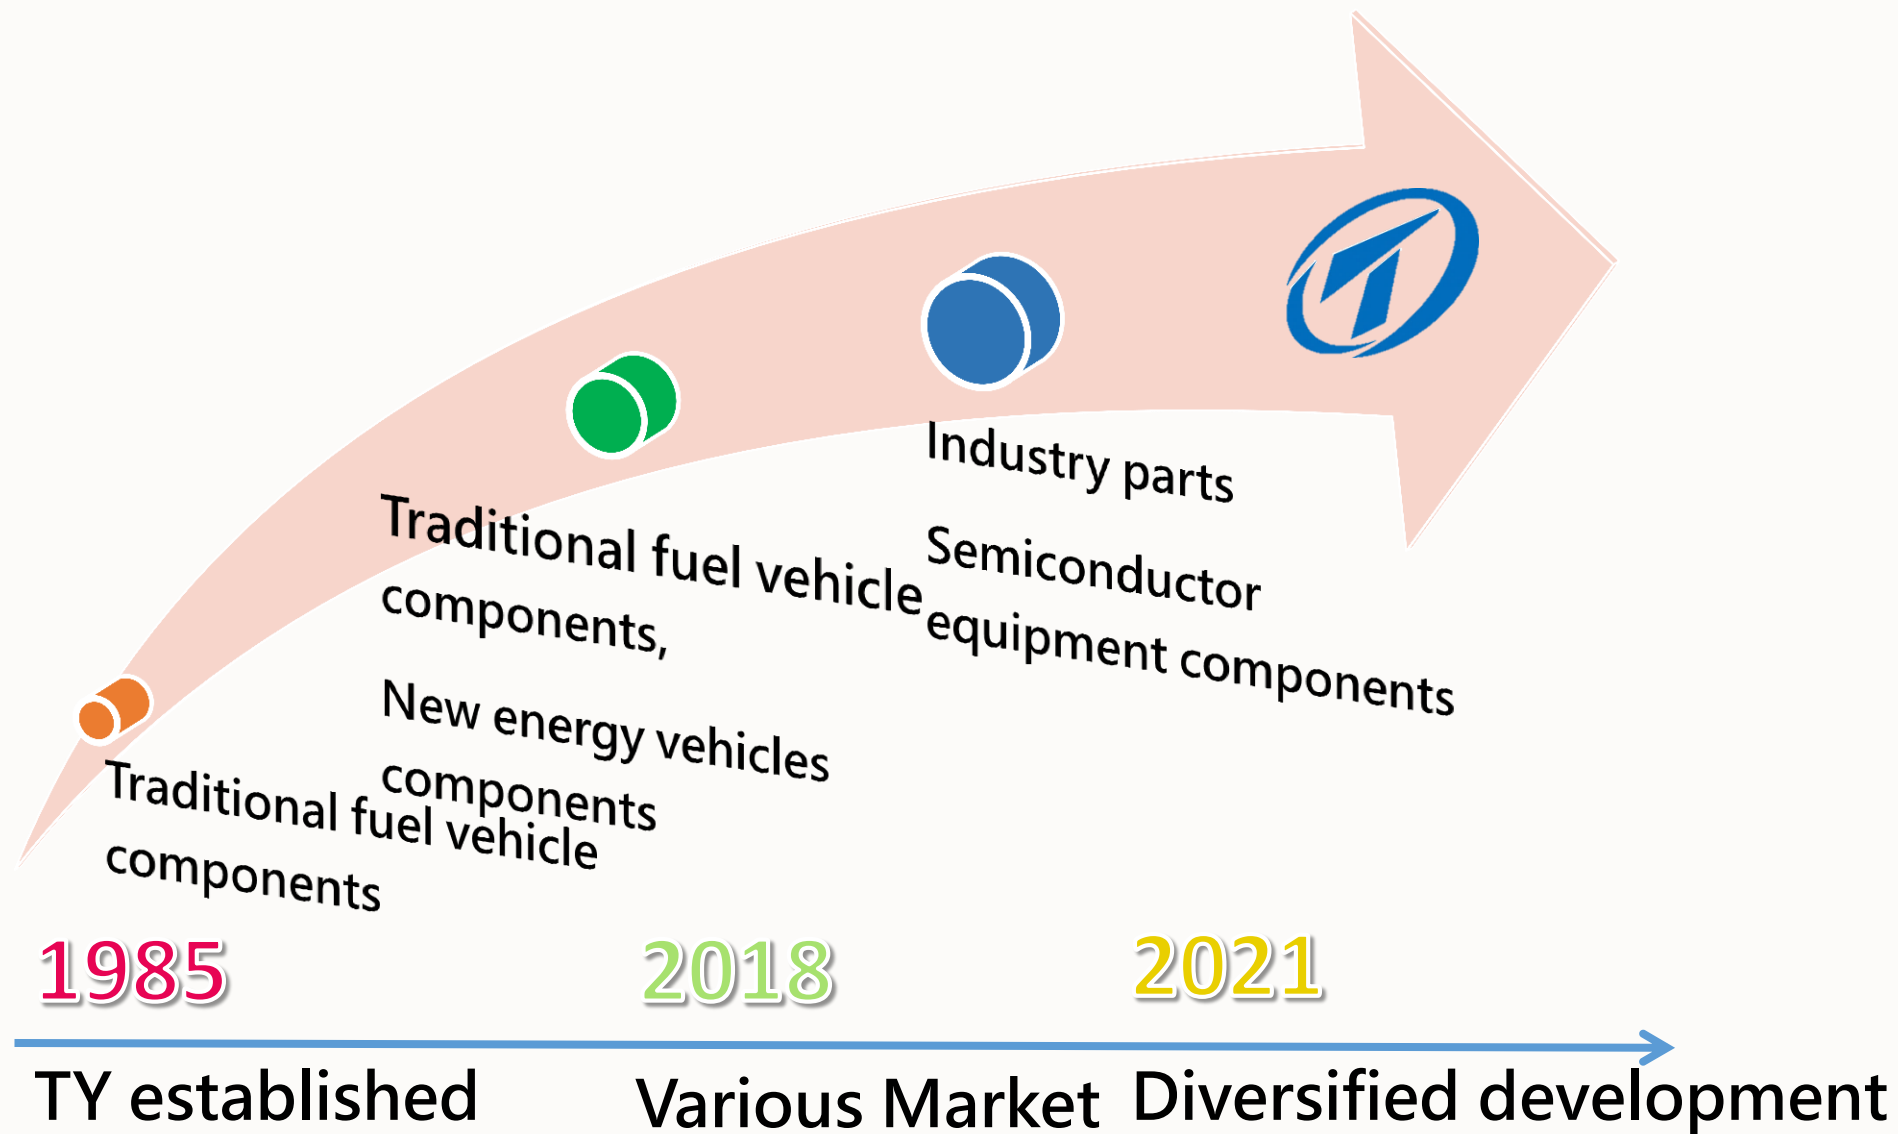 Industry parts
Semiconductor
equipment components
Traditional fuel vehicle
components,
New energy vehicles
components
Traditional fuel vehicle
components
1985
2018
2021
TY established
Various Market
Diversified development